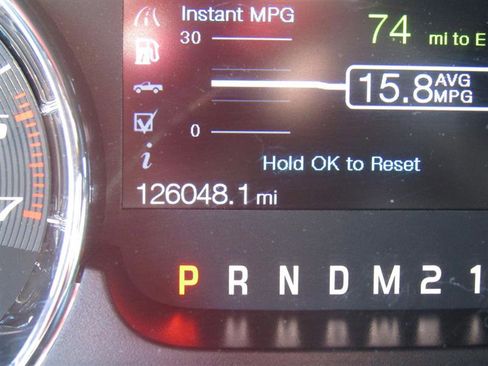 Instant MPG
30
74 mi to E
15.8 AVG MPG
0
i
Hold OK to Reset
126048.1 mi
7
P R N D M 2 1